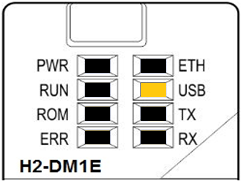 PWR ETH
RUN USB
ROM TX
ERR RX
H2-DM1E